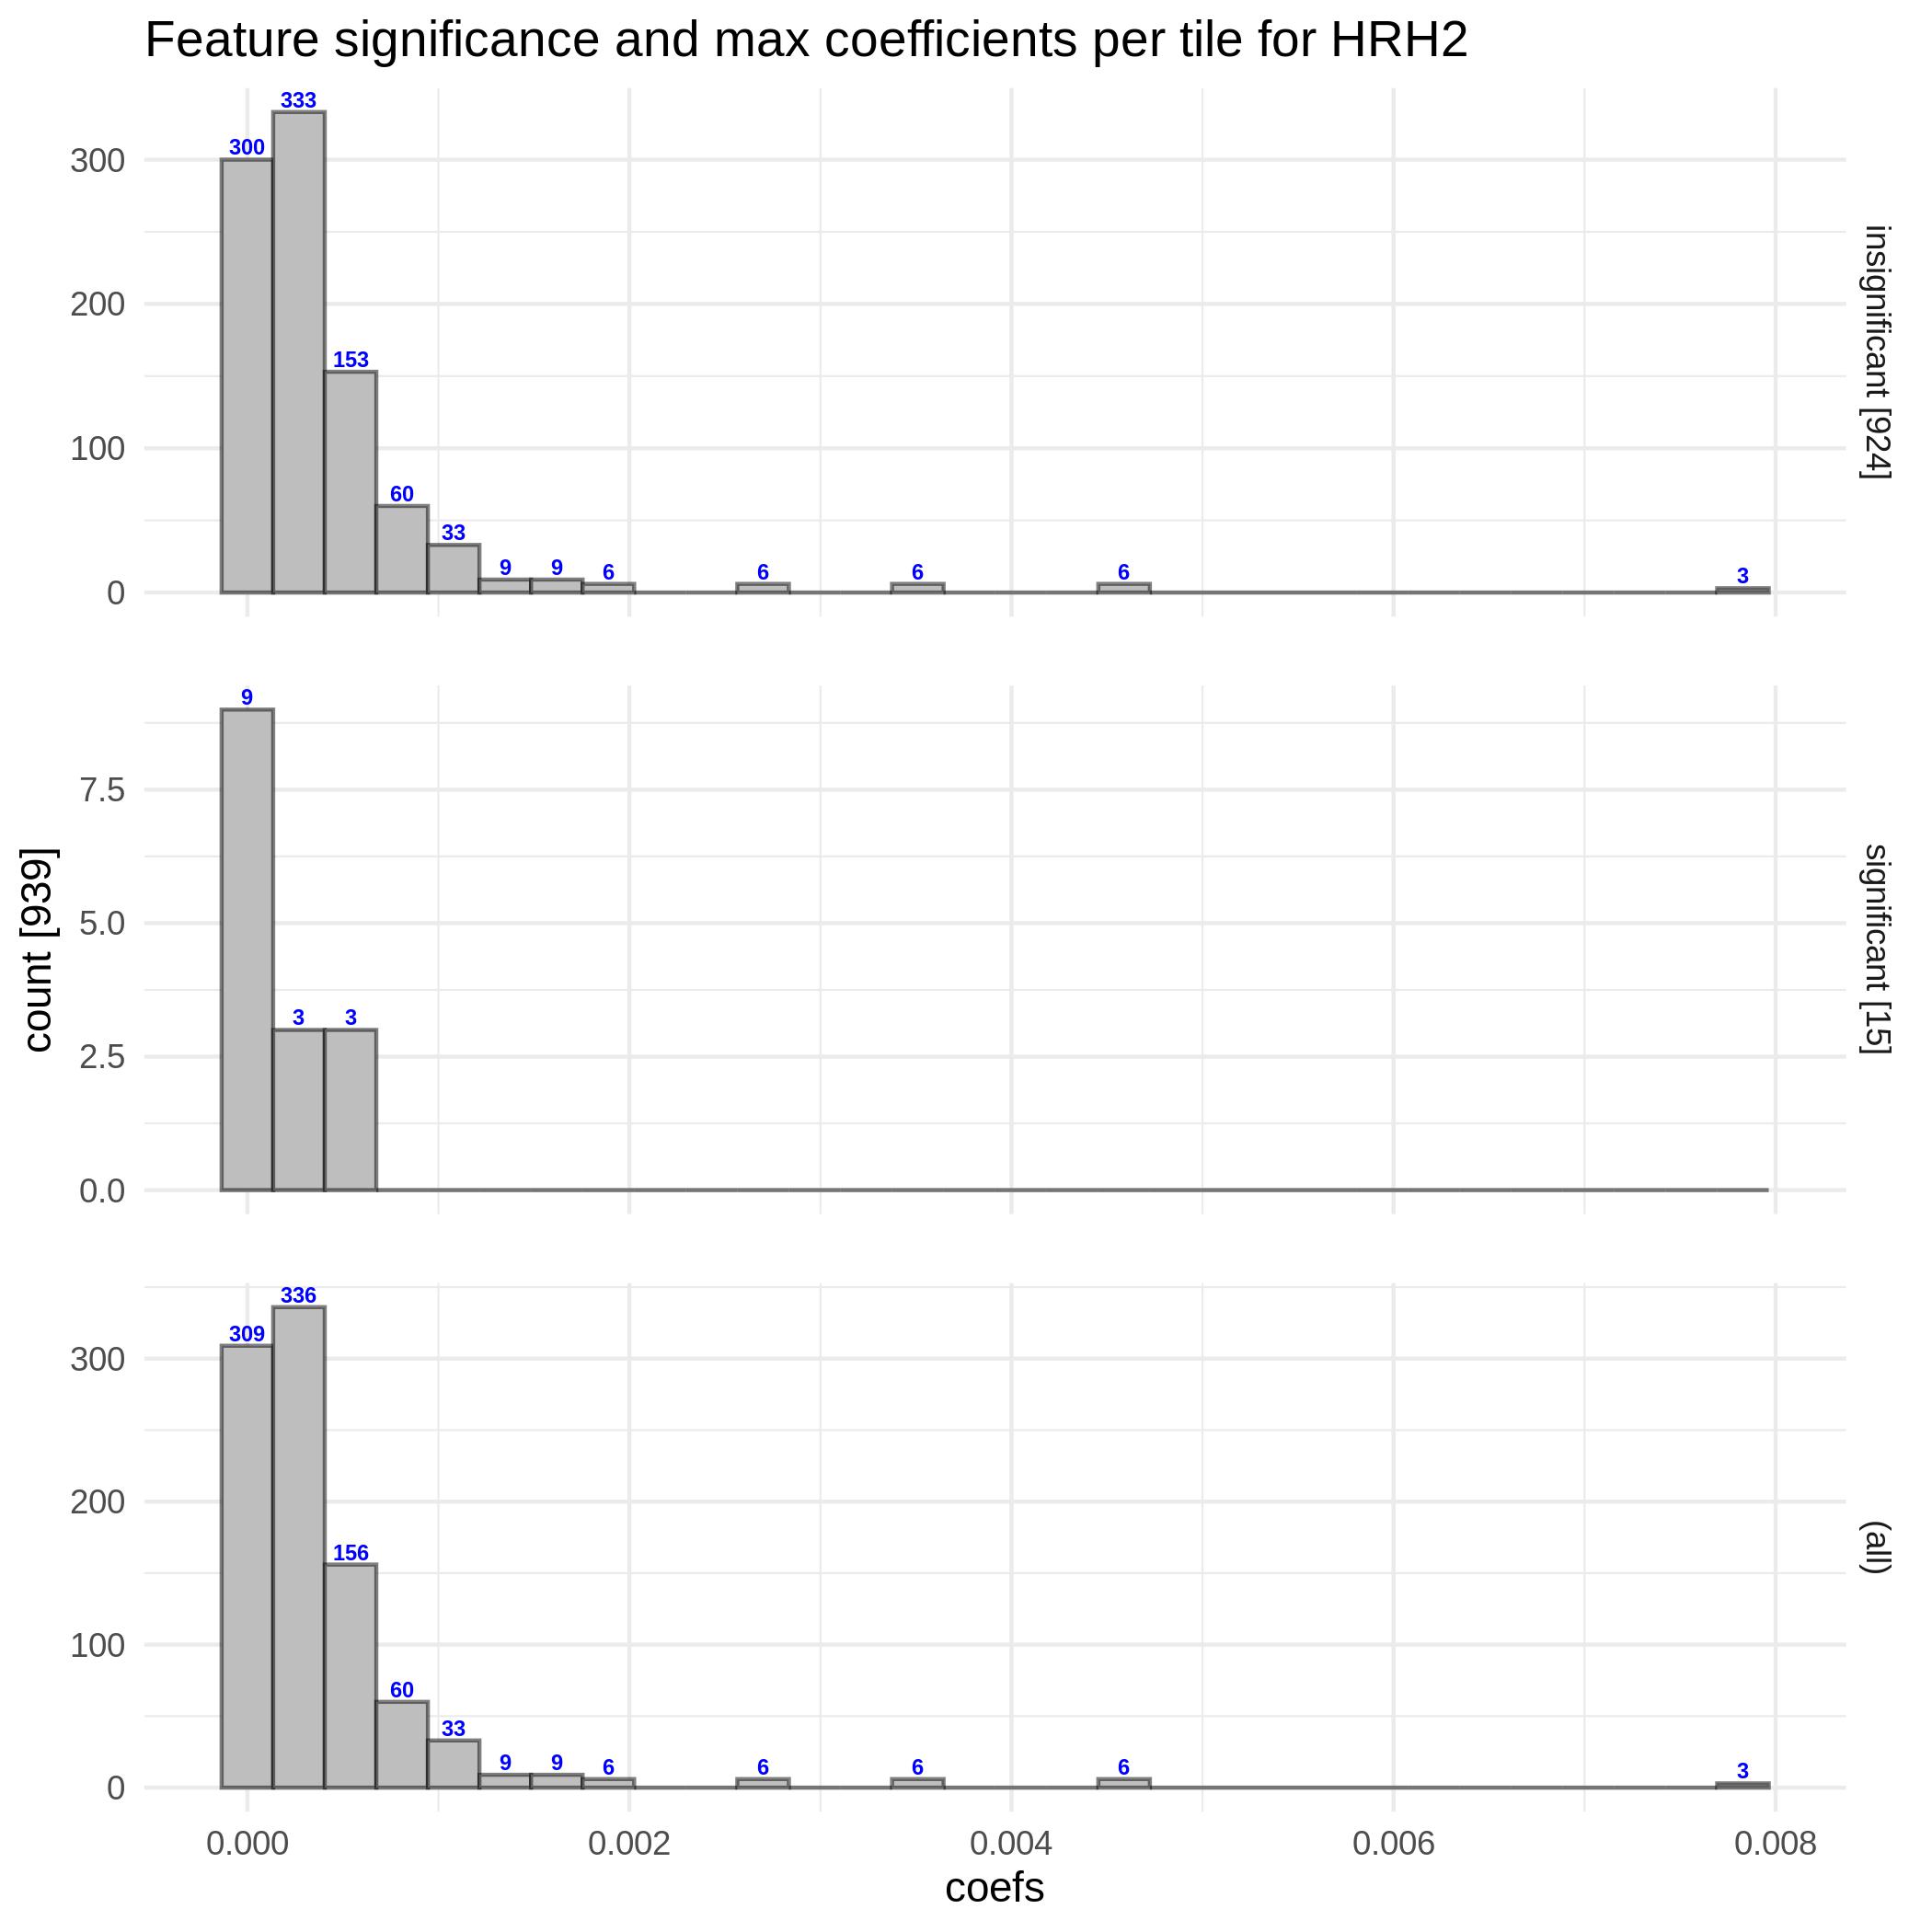 Feature significance and max coefficients per tile for HRH2
333
300
300
153
200
100
60
33
9 9 6 6 6 6 3
0
insignificant [924]
9
7.5
5.0
3 3
2.5
0.0
significant [15]
count [939]
336
309
300
200
156
100
60
33
9 9 6 6 6 6 3
0
(all)
0.000 0.002 0.004 0.006 0.008
coefs